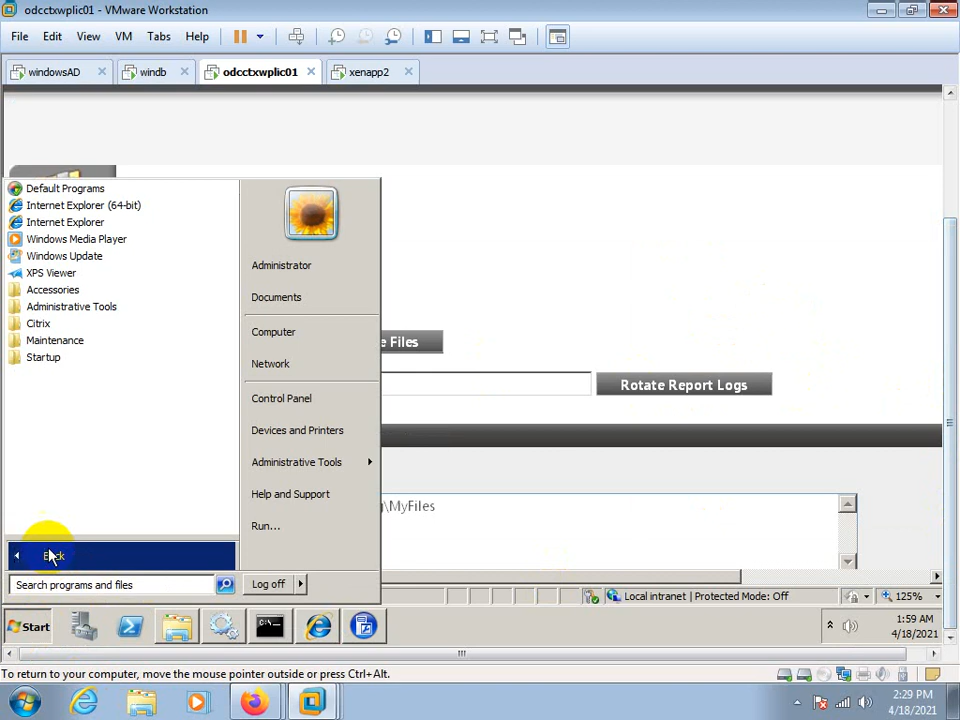 odcctxwplic01 - VMware Workstation
File Edit View VM Tabs Help
windowsAD windb odcctxwplic01 xenapp2
Default Programs
Internet Explorer (64-bit)
Internet Explorer
Windows Media Player
Windows Update
XPS Viewer
Accessories
Administrative Tools
Citrix
Maintenance
Startup
Back
Search programs and files
Administrator
Documents
Computer
Network
Control Panel
Devices and Printers
Administrative Tools
Help and Support
Run...
Log off
e Files
Rotate Report Logs
g\MyFiles
Local intranet | Protected Mode: Off
125%
Start
1:59 AM
4/18/2021
To return to your computer, move the mouse pointer outside or press Ctrl+Alt.
2:29 PM
4/18/2021